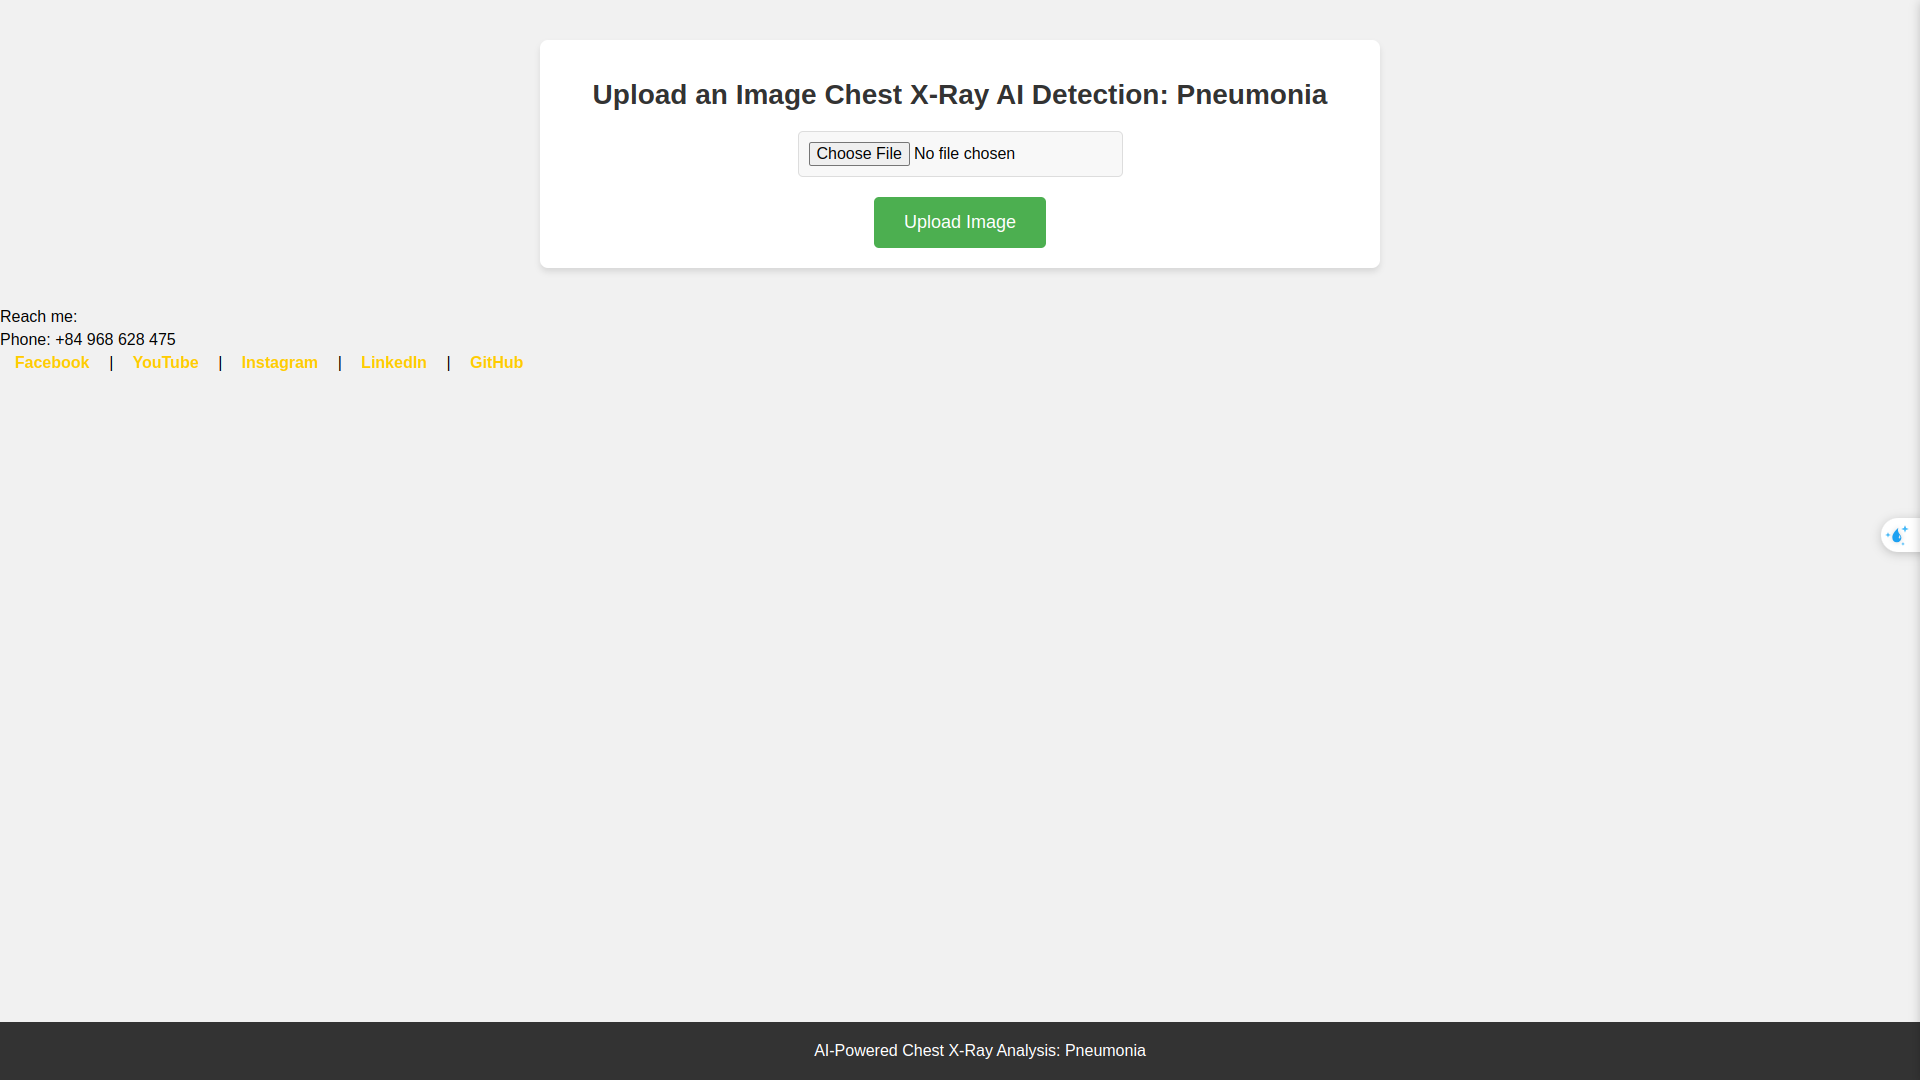 Upload an Image Chest X-Ray AI Detection: Pneumonia
Choose File No file chosen
Upload Image
Reach me:
Phone: +84 968 628 475
Facebook | YouTube | Instagram | LinkedIn | GitHub
AI-Powered Chest X-Ray Analysis: Pneumonia